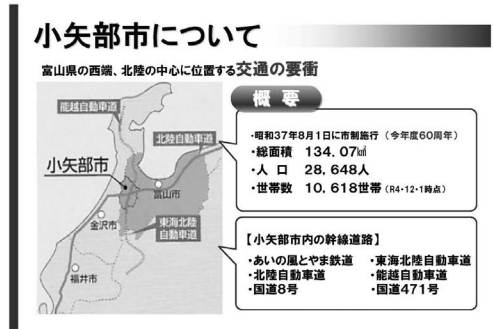 小矢部市について
富山県の西端、北陸の中心に位置する交通の要衝
概 要
・昭和37年8月1日に市制施行 （今年度60周年）
・総面積 134.07㎢
・人 口 28,648人
・世帯数 10,618世帯 （R4・12・1時点）
能越自動車道
北陸自動車道
小矢部市
富山市
金沢市
東海北陸
自動車道
福井市
【小矢部市内の幹線道路】
・あいの風とやま鉄道 ・東海北陸自動車道
・北陸自動車道 ・能越自動車道
・国道8号 ・国道471号